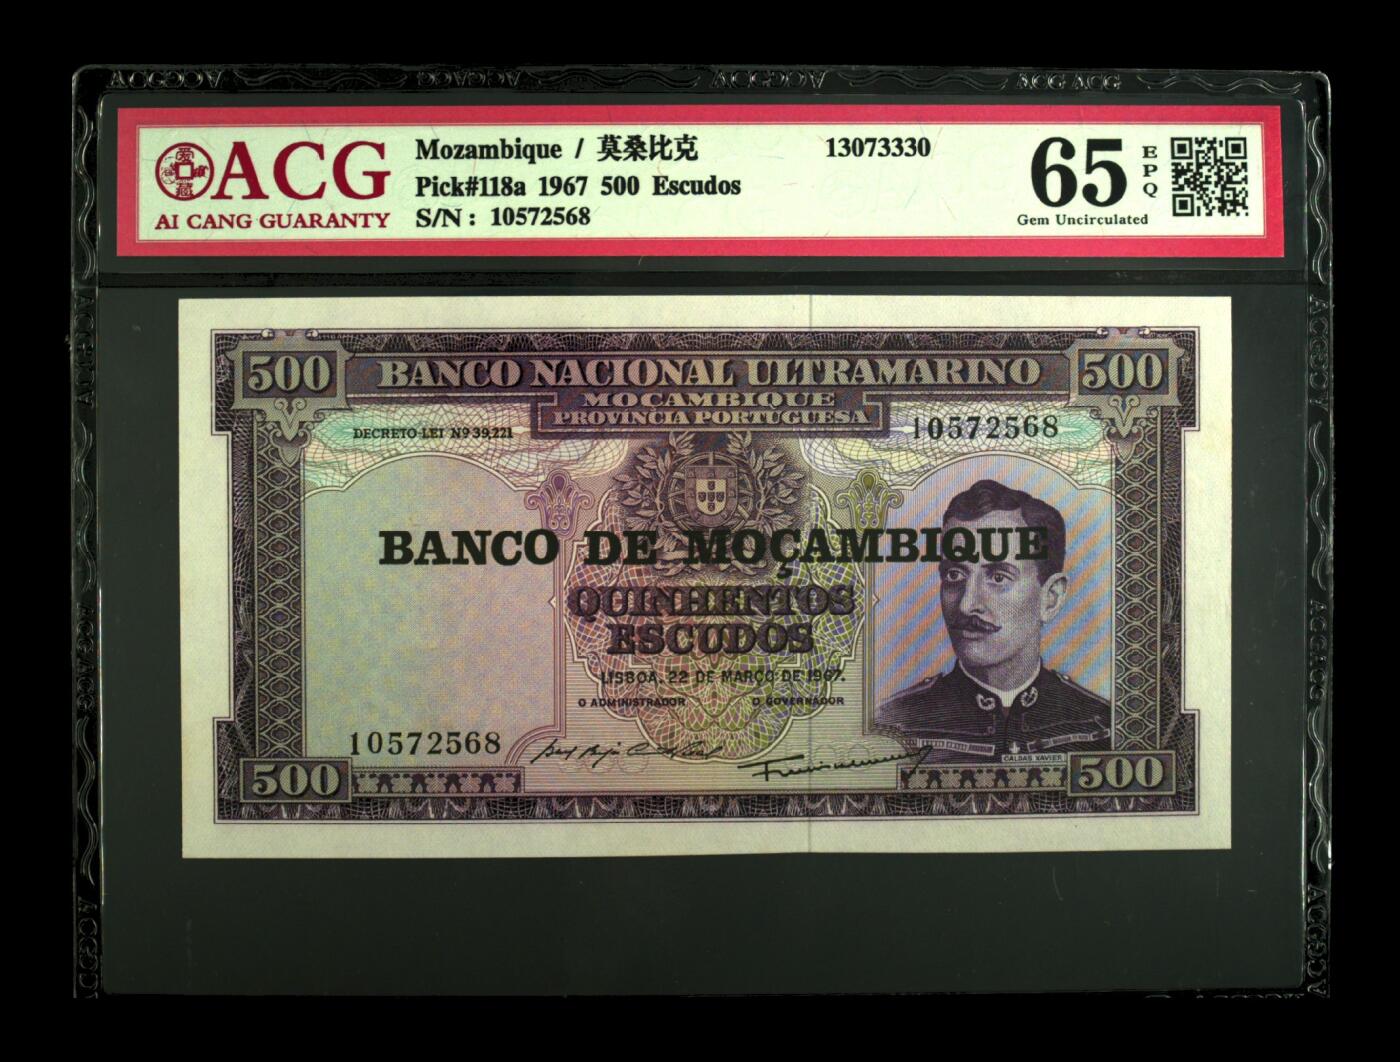 ACG
AI CANG GUARANTY
Mozambique / 莫桑比克
13073330
Pick#118a 1967 500 Escudos
S/N : 10572568
65
EPQ
Gem Uncirculated
500
BANCO NACIONAL ULTRAMARINO
500
MOÇAMBIQUE
PROVÍNCIA PORTUGUESA
DECRETO-LEI Nº 39,221
10572568
BANCO DE MOÇAMBIQUE
QUINHENTOS
ESCUDOS
LISBOA, 22 DE MARÇO DE 1967.
O ADMINISTRADOR
O GOVERNADOR
10572568
CALDAS XAVIER
500
500